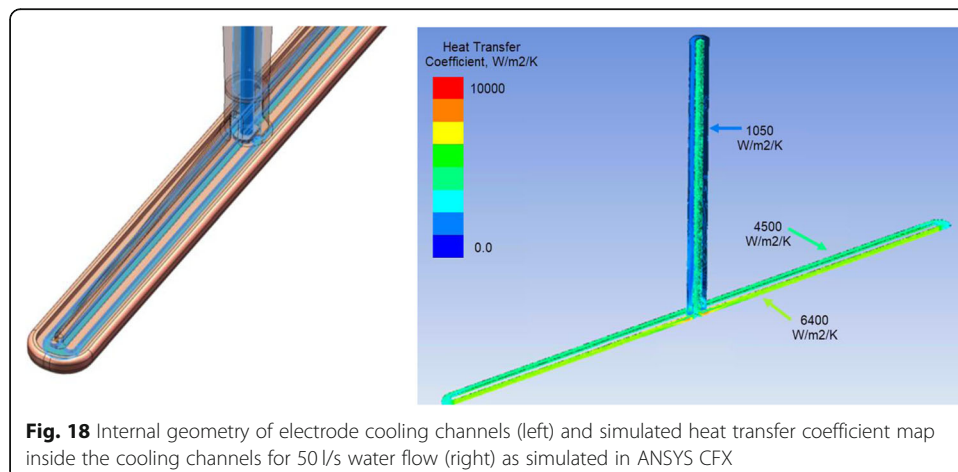 Heat Transfer
Coefficient, W/m2/K
10000
0.0
1050
W/m2/K
4500
W/m2/K
6400
W/m2/K
Fig. 18 Internal geometry of electrode cooling channels (left) and simulated heat transfer coefficient map
inside the cooling channels for 50 l/s water flow (right) as simulated in ANSYS CFX